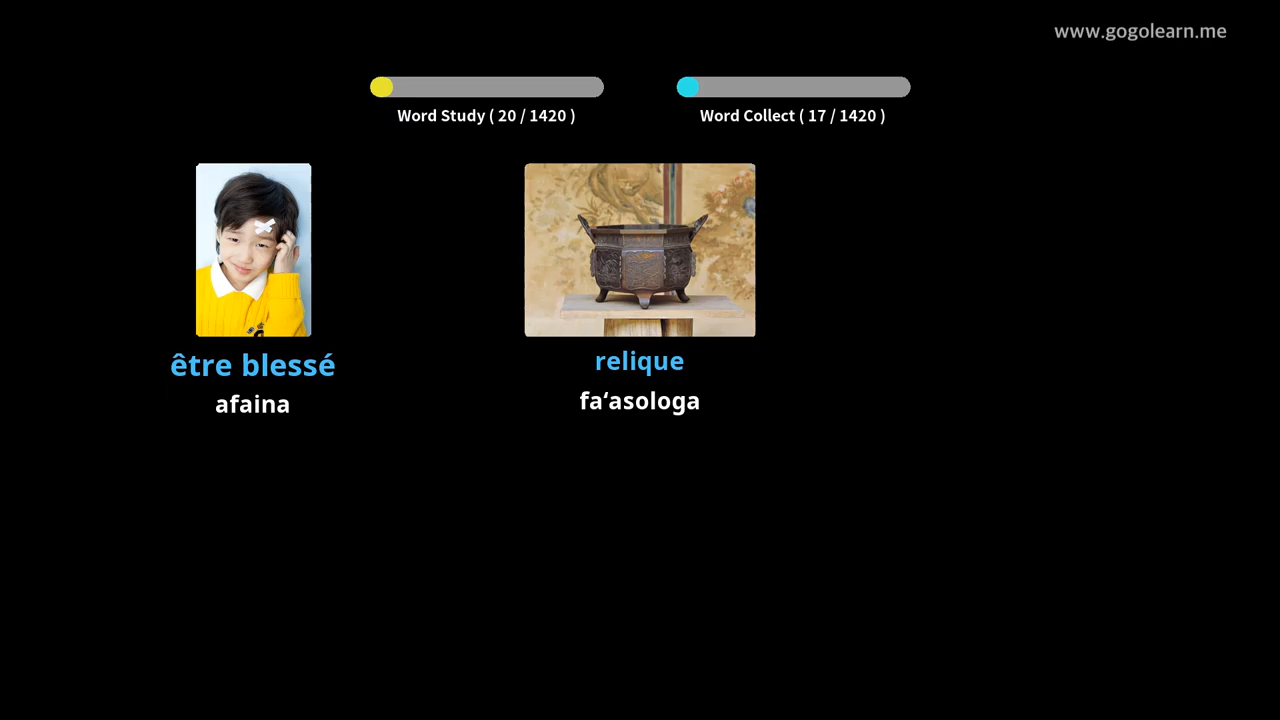 www.gogolearn.me
Word Study ( 20 / 1420 )
Word Collect ( 17 / 1420 )
être blessé
afaina
relique
fa‘asologa